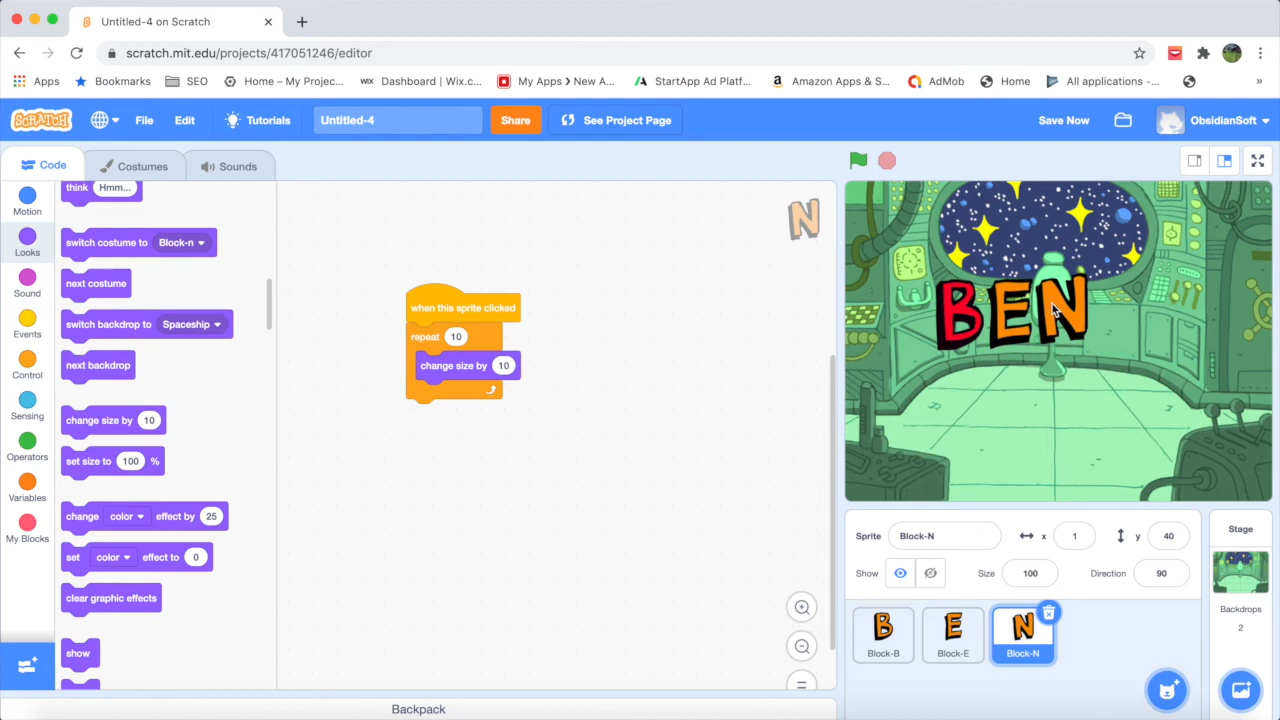 Untitled-4 on Scratch
scratch.mit.edu/projects/417051246/editor
Apps Bookmarks SEO Home – My Projec... WIX Dashboard | Wix.c... My Apps › New A... StartApp Ad Platf... Amazon Apps & S... AdMob Home All applications -... »
SCRATCH File Edit Tutorials Untitled-4 Share See Project Page Save Now ObsidianSoft
Code Costumes Sounds
Motion
Looks
Sound
Events
Control
Sensing
Operators
Variables
My Blocks
think Hmm...
switch costume to Block-n
next costume
switch backdrop to Spaceship
next backdrop
change size by 10
set size to 100 %
change color effect by 25
set color effect to 0
clear graphic effects
show
N
when this sprite clicked
repeat 10
change size by 10
Backpack
BEN
Sprite Block-N x 1 y 40
Show Size 100 Direction 90
B E N
Block-B Block-E Block-N
Stage
Backdrops
2